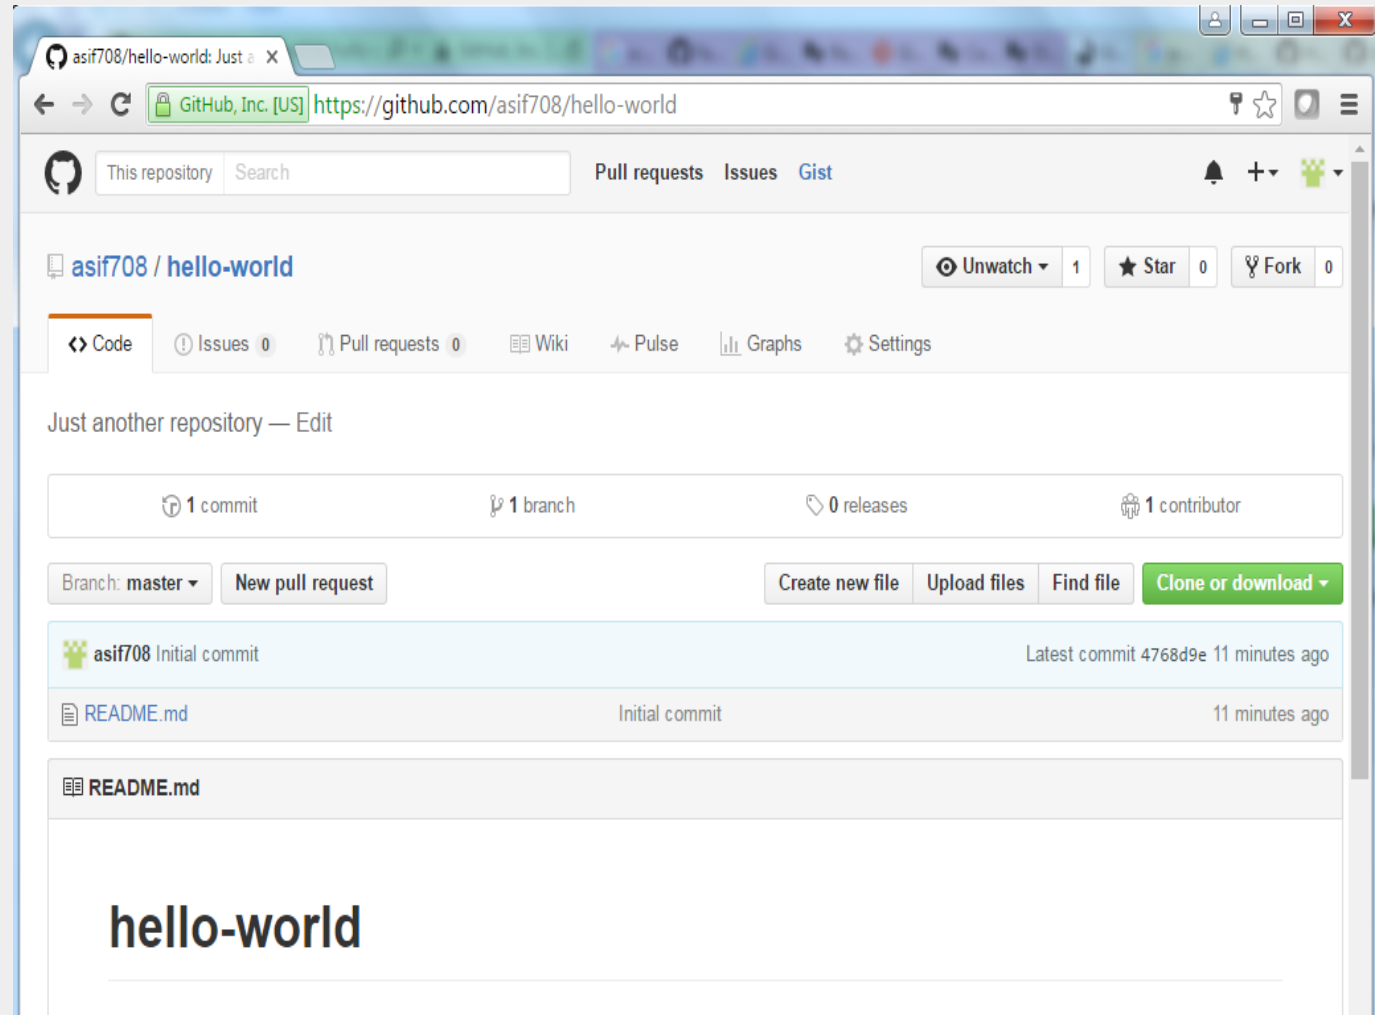 asif708/hello-world: Just a
GitHub, Inc. [US] https://github.com/asif708/hello-world
This repository Search Pull requests Issues Gist
asif708 / hello-world Unwatch 1 Star 0 Fork 0
Code Issues 0 Pull requests 0 Wiki Pulse Graphs Settings
Just another repository — Edit
1 commit 1 branch 0 releases 1 contributor
Branch: master New pull request Create new file Upload files Find file Clone or download
asif708 Initial commit Latest commit 4768d9e 11 minutes ago
README.md Initial commit 11 minutes ago
README.md
hello-world